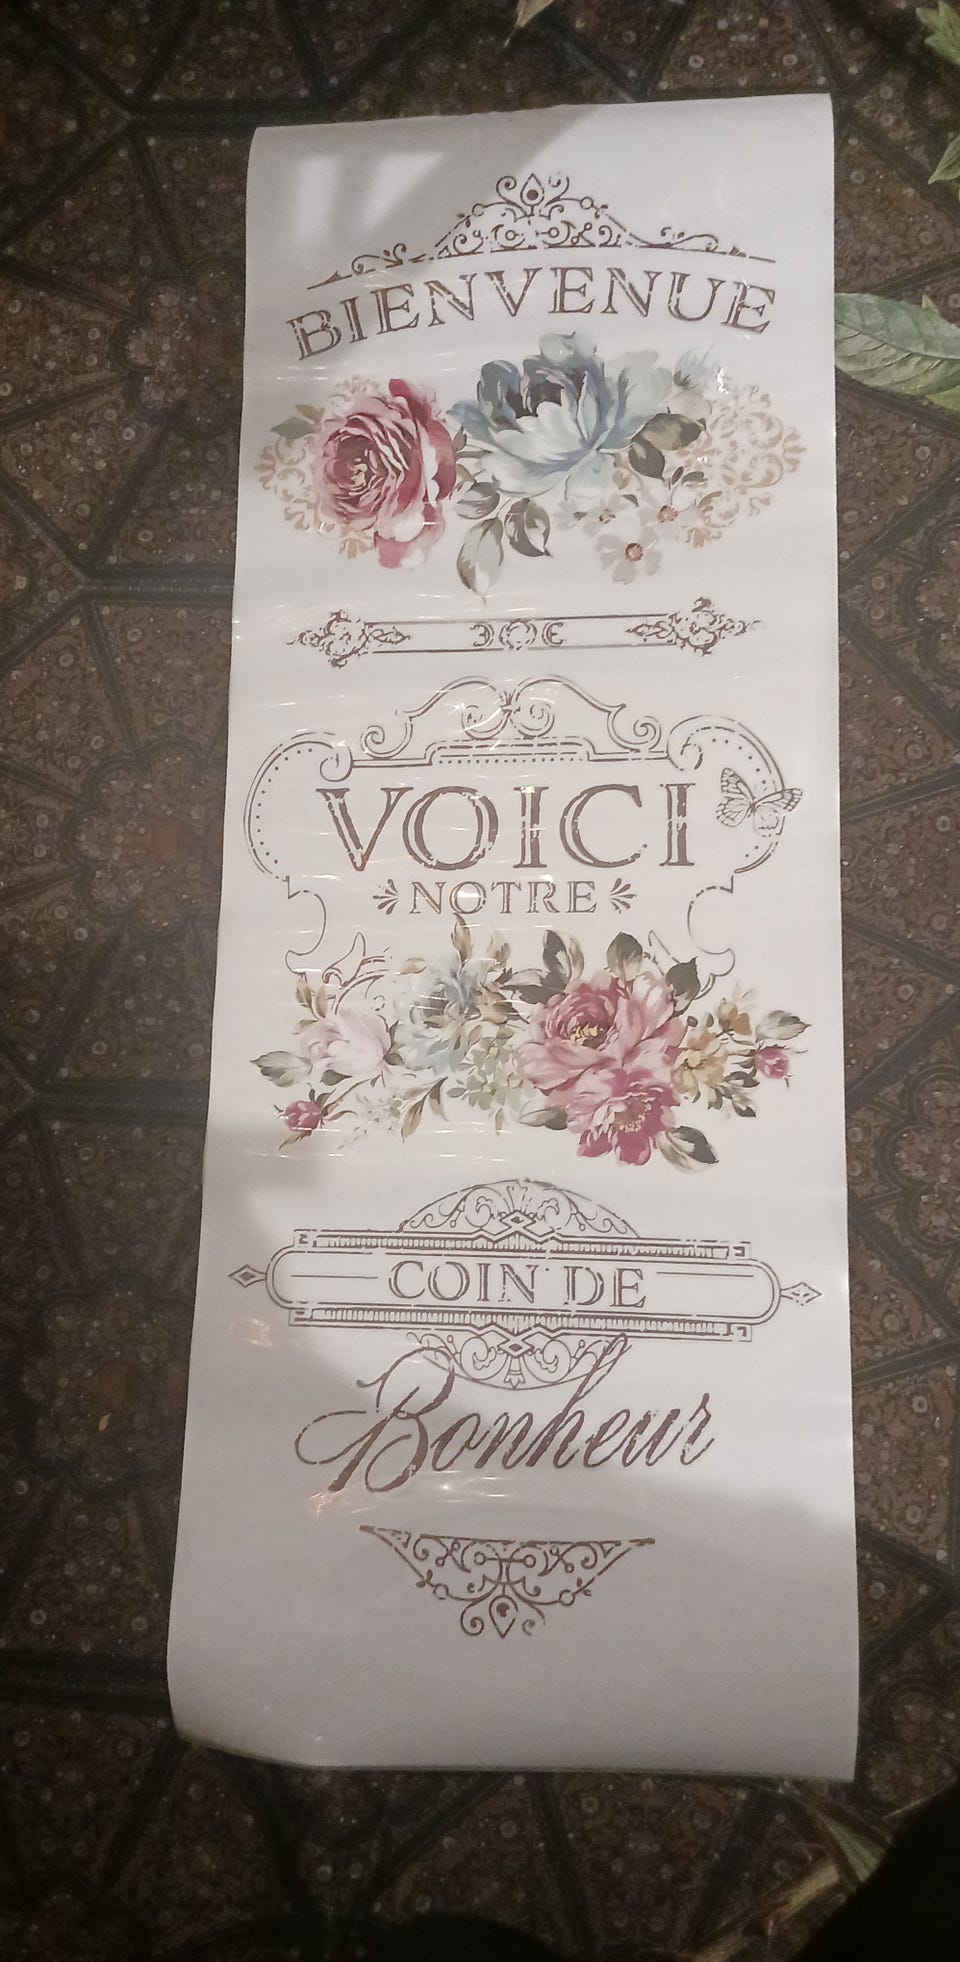 BIENVENUE
VOICI
NOTRE
COIN DE
Bonheur